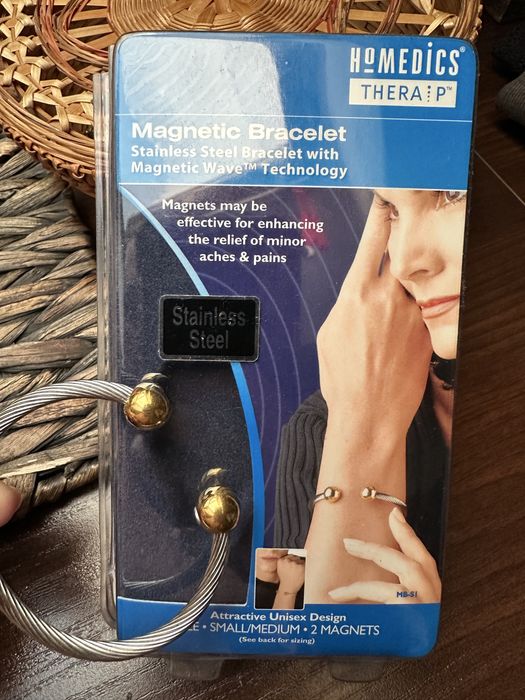 HoMEDiCS®
THERA P™
Magnetic Bracelet
Stainless Steel Bracelet with
Magnetic Wave™ Technology
Magnets may be
effective for enhancing
the relief of minor
aches & pains
Stainless
Steel
MB-S1
Attractive Unisex Design
• SMALL/MEDIUM • 2 MAGNETS
(See back for sizing)